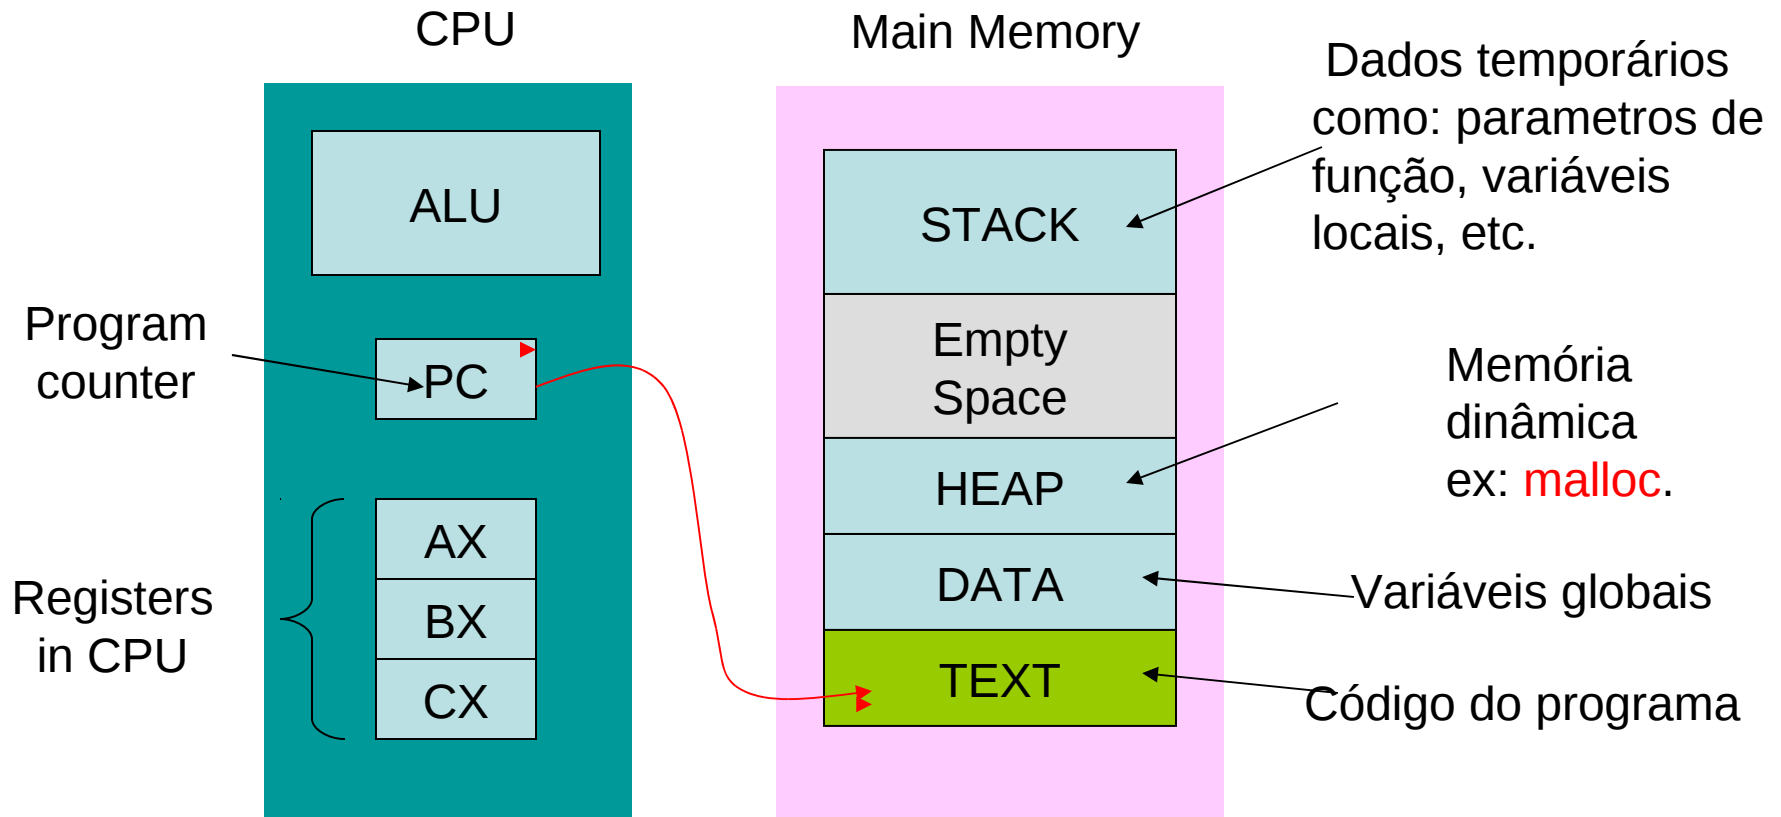 CPU
Main Memory
Dados temporários
como: parametros de
função, variáveis
locais, etc.
ALU
STACK
Program
counter
PC
Empty
Space
Memória
dinâmica
ex: malloc.
HEAP
AX
BX
CX
Registers
in CPU
DATA
Variáveis globais
TEXT
Código do programa